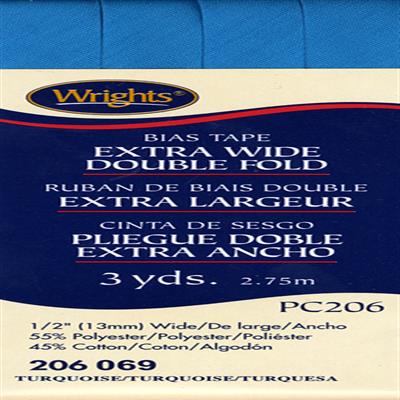 Wrights®
BIAS TAPE
EXTRA WIDE
DOUBLE FOLD
RUBAN DE BIAIS DOUBLE
EXTRA LARGEUR
CINTA DE SESGO
PLIEGUE DOBLE
EXTRA ANCHO
3 yds. 2.75m
PC206
1/2" (13mm) Wide/De large/Ancho
55% Polyester/Polyester/Poliéster
45% Cotton/Coton/Algodón
206 069
TURQUOISE/TURQUOISE/TURQUESA